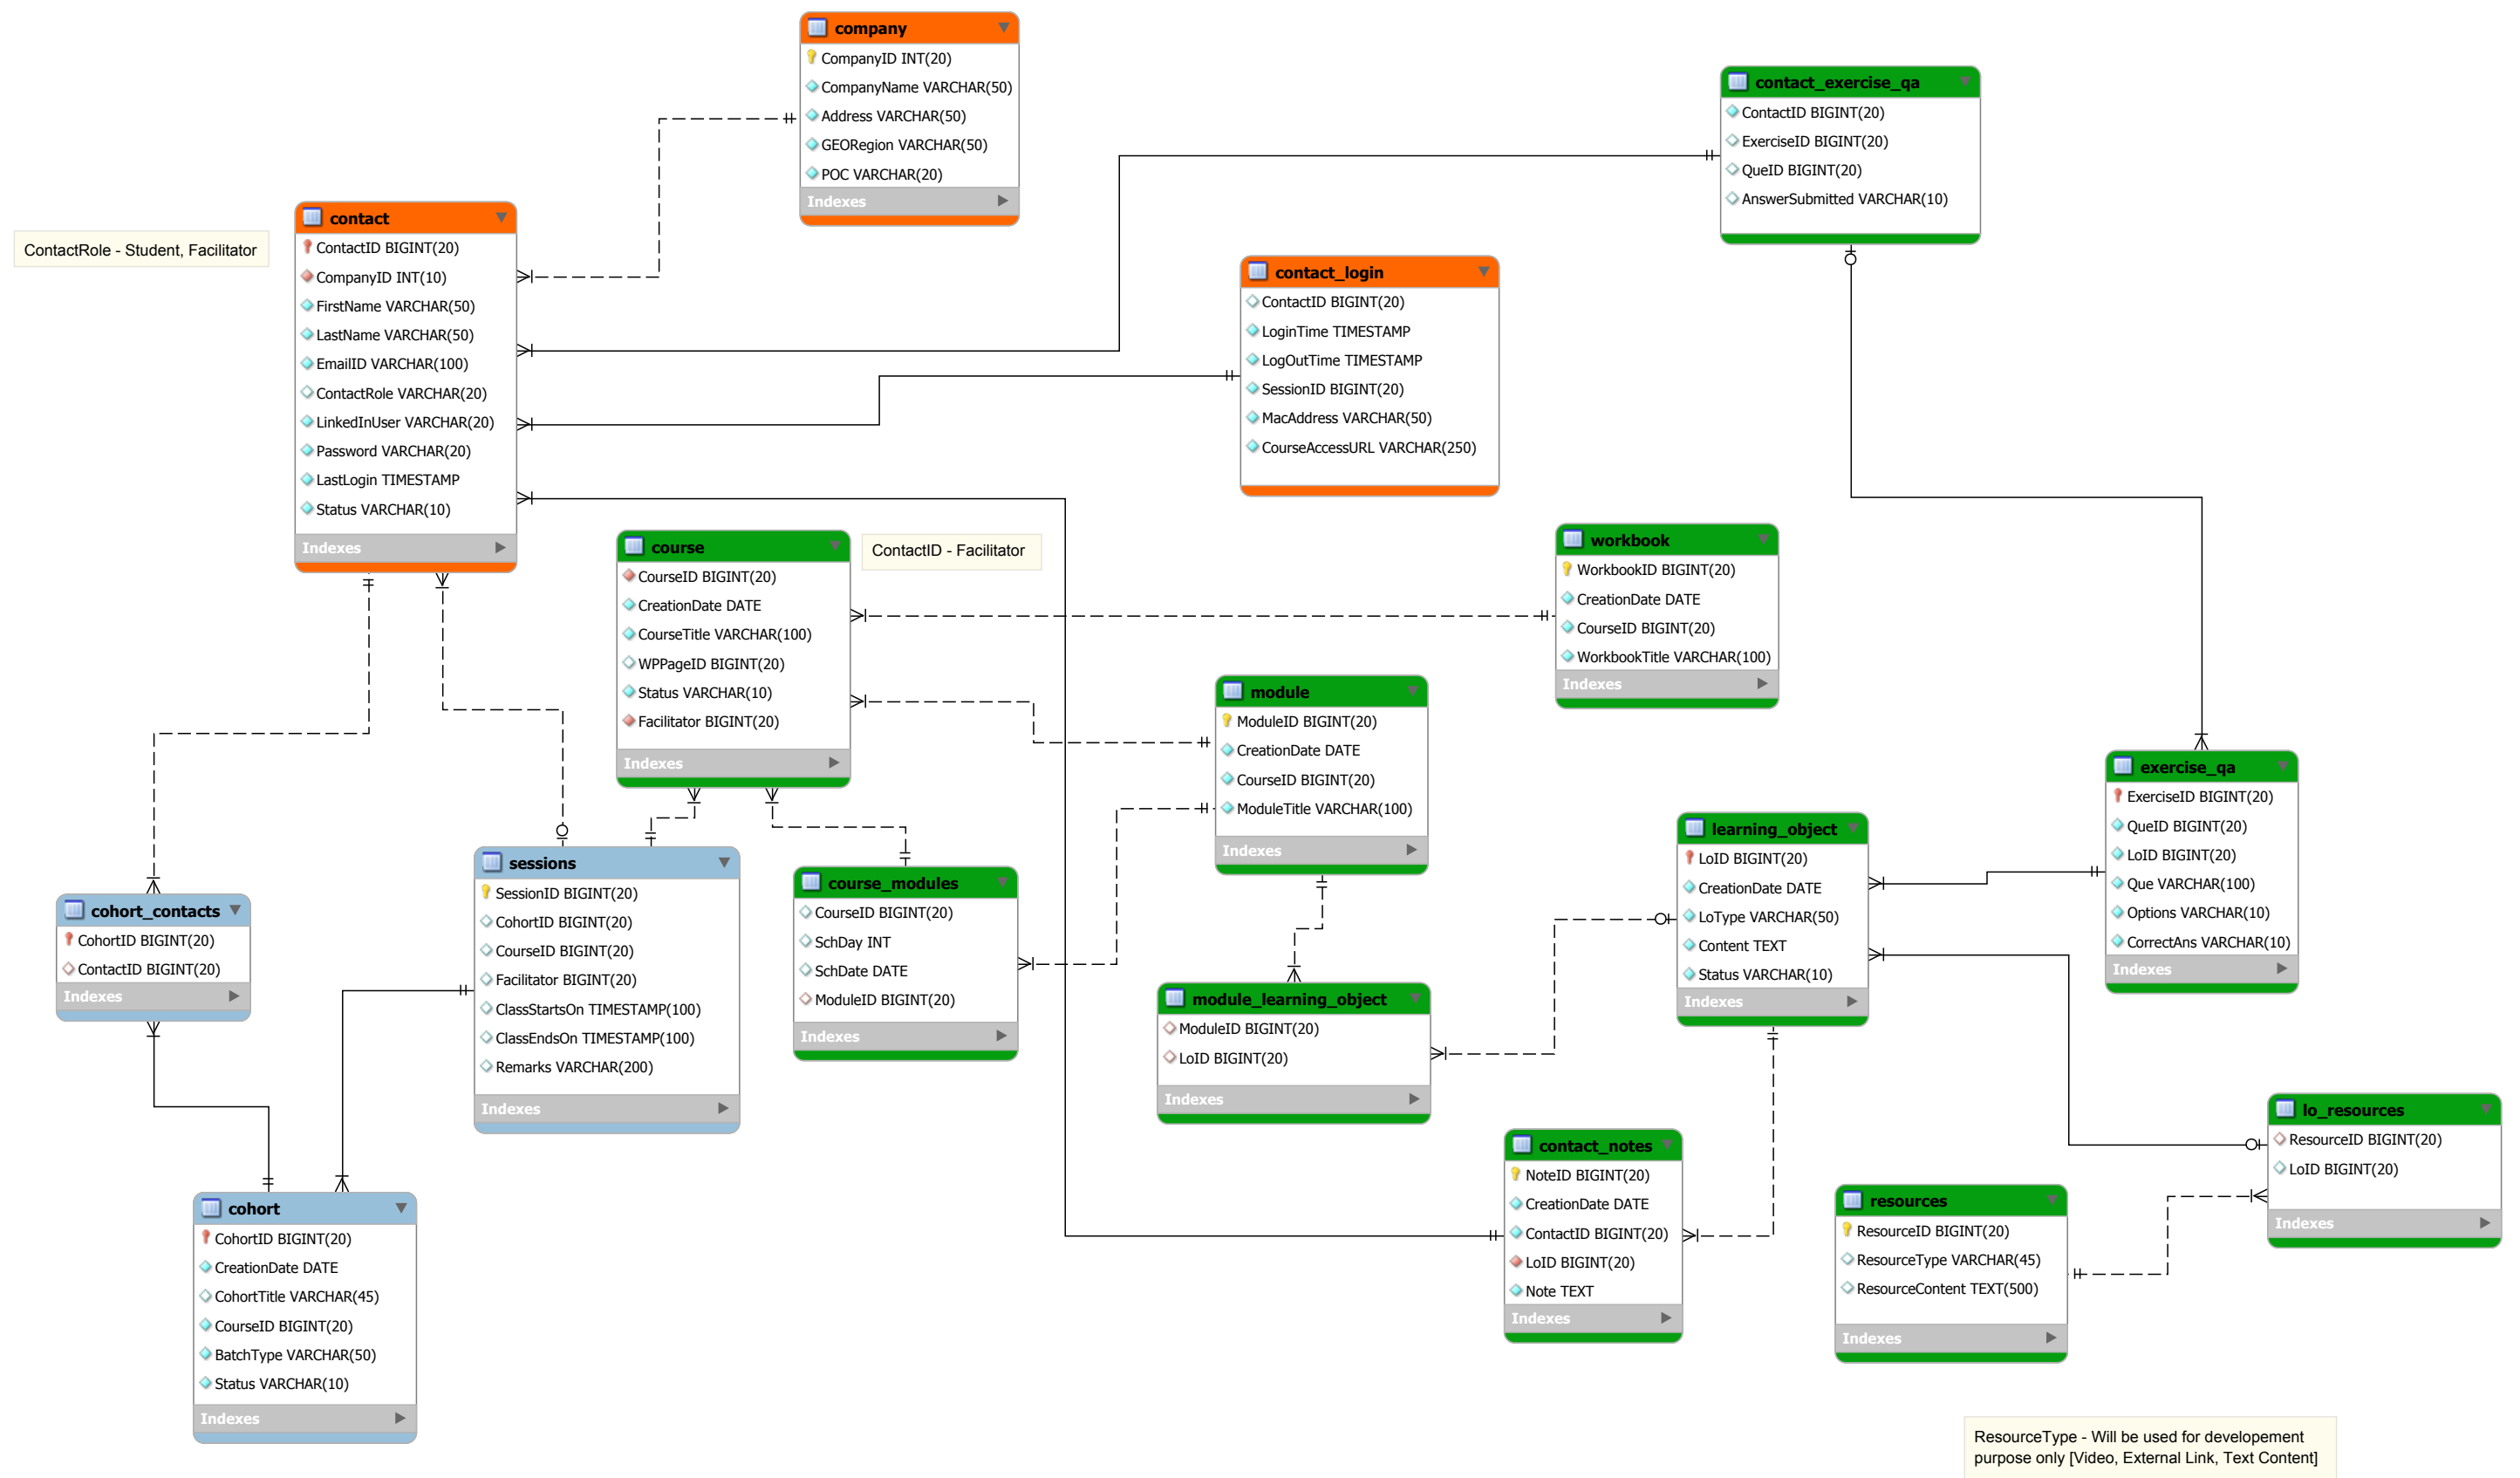 company
CompanyID INT(20)
CompanyName VARCHAR(50)
Address VARCHAR(50)
GEORegion VARCHAR(50)
POC VARCHAR(20)
Indexes
contact_exercise_qa
ContactID BIGINT(20)
ExerciseID BIGINT(20)
QueID BIGINT(20)
AnswerSubmitted VARCHAR(10)
ContactRole - Student, Facilitator
contact
ContactID BIGINT(20)
CompanyID INT(10)
FirstName VARCHAR(50)
LastName VARCHAR(50)
EmailID VARCHAR(100)
ContactRole VARCHAR(20)
LinkedInUser VARCHAR(20)
Password VARCHAR(20)
LastLogin TIMESTAMP
Status VARCHAR(10)
Indexes
contact_login
ContactID BIGINT(20)
LoginTime TIMESTAMP
LogOutTime TIMESTAMP
SessionID BIGINT(20)
MacAddress VARCHAR(50)
CourseAccessURL VARCHAR(250)
course
CourseID BIGINT(20)
CreationDate DATE
CourseTitle VARCHAR(100)
WPPageID BIGINT(20)
Status VARCHAR(10)
Facilitator BIGINT(20)
Indexes
ContactID - Facilitator
workbook
WorkbookID BIGINT(20)
CreationDate DATE
CourseID BIGINT(20)
WorkbookTitle VARCHAR(100)
Indexes
module
ModuleID BIGINT(20)
CreationDate DATE
CourseID BIGINT(20)
ModuleTitle VARCHAR(100)
Indexes
exercise_qa
ExerciseID BIGINT(20)
QueID BIGINT(20)
LoID BIGINT(20)
Que VARCHAR(100)
Options VARCHAR(10)
CorrectAns VARCHAR(10)
Indexes
learning_object
LoID BIGINT(20)
CreationDate DATE
LoType VARCHAR(50)
Content TEXT
Status VARCHAR(10)
Indexes
sessions
SessionID BIGINT(20)
CohortID BIGINT(20)
CourseID BIGINT(20)
Facilitator BIGINT(20)
ClassStartsOn TIMESTAMP(100)
ClassEndsOn TIMESTAMP(100)
Remarks VARCHAR(200)
Indexes
course_modules
CourseID BIGINT(20)
SchDay INT
SchDate DATE
ModuleID BIGINT(20)
Indexes
cohort_contacts
CohortID BIGINT(20)
ContactID BIGINT(20)
Indexes
module_learning_object
ModuleID BIGINT(20)
LoID BIGINT(20)
Indexes
lo_resources
ResourceID BIGINT(20)
LoID BIGINT(20)
Indexes
contact_notes
NoteID BIGINT(20)
CreationDate DATE
ContactID BIGINT(20)
LoID BIGINT(20)
Note TEXT
Indexes
resources
ResourceID BIGINT(20)
ResourceType VARCHAR(45)
ResourceContent TEXT(500)
Indexes
cohort
CohortID BIGINT(20)
CreationDate DATE
CohortTitle VARCHAR(45)
CourseID BIGINT(20)
BatchType VARCHAR(50)
Status VARCHAR(10)
Indexes
ResourceType - Will be used for developement
purpose only [Video, External Link, Text Content]